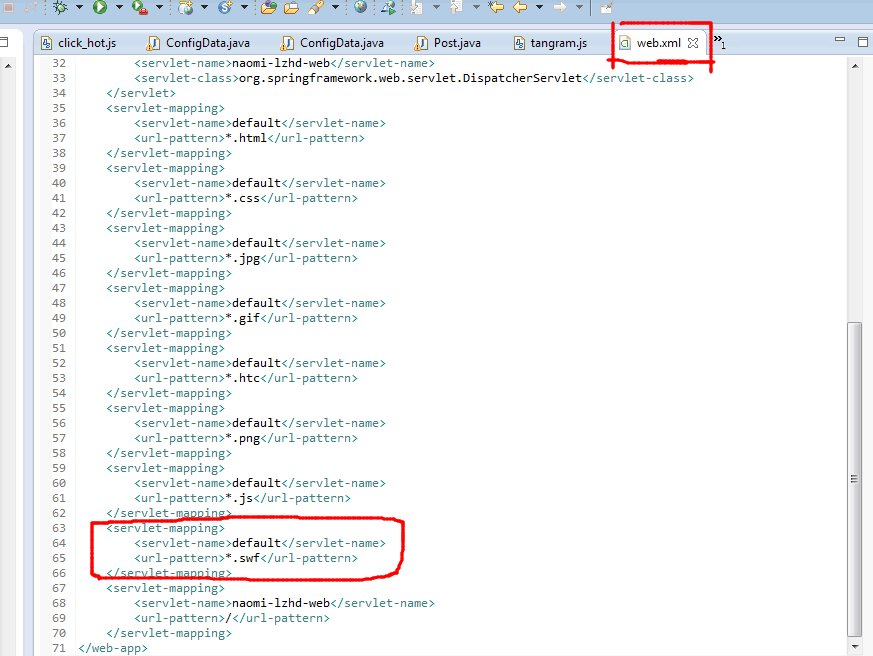 click_hot.js ConfigData.java ConfigData.java Post.java tangram.js web.xml »1
32 <servlet-name>naomi-lzhd-web</servlet-name>
33 <servlet-class>org.springframework.web.servlet.DispatcherServlet</servlet-class>
34 </servlet>
35 <servlet-mapping>
36 <servlet-name>default</servlet-name>
37 <url-pattern>*.html</url-pattern>
38 </servlet-mapping>
39 <servlet-mapping>
40 <servlet-name>default</servlet-name>
41 <url-pattern>*.css</url-pattern>
42 </servlet-mapping>
43 <servlet-mapping>
44 <servlet-name>default</servlet-name>
45 <url-pattern>*.jpg</url-pattern>
46 </servlet-mapping>
47 <servlet-mapping>
48 <servlet-name>default</servlet-name>
49 <url-pattern>*.gif</url-pattern>
50 </servlet-mapping>
51 <servlet-mapping>
52 <servlet-name>default</servlet-name>
53 <url-pattern>*.htc</url-pattern>
54 </servlet-mapping>
55 <servlet-mapping>
56 <servlet-name>default</servlet-name>
57 <url-pattern>*.png</url-pattern>
58 </servlet-mapping>
59 <servlet-mapping>
60 <servlet-name>default</servlet-name>
61 <url-pattern>*.js</url-pattern>
62 </servlet-mapping>
63 <servlet-mapping>
64 <servlet-name>default</servlet-name>
65 <url-pattern>*.swf</url-pattern>
66 </servlet-mapping>
67 <servlet-mapping>
68 <servlet-name>naomi-lzhd-web</servlet-name>
69 <url-pattern>/</url-pattern>
70 </servlet-mapping>
71 </web-app>